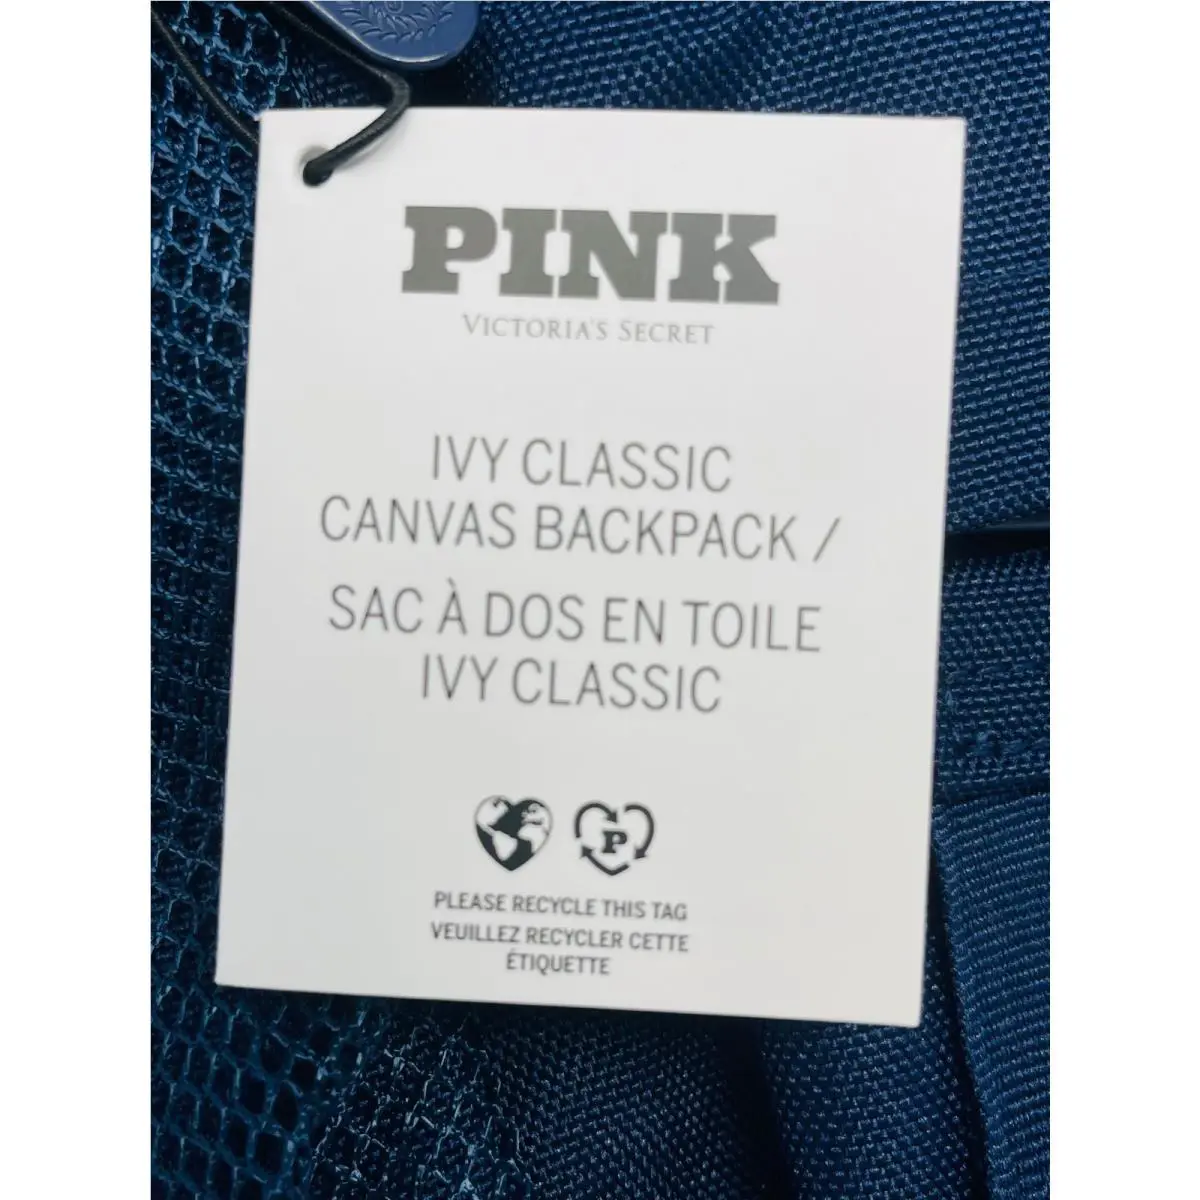 PINK
VICTORIA'S SECRET
IVY CLASSIC
CANVAS BACKPACK /
SAC À DOS EN TOILE
IVY CLASSIC
P
PLEASE RECYCLE THIS TAG
VEUILLEZ RECYCLER CETTE
ÉTIQUETTE